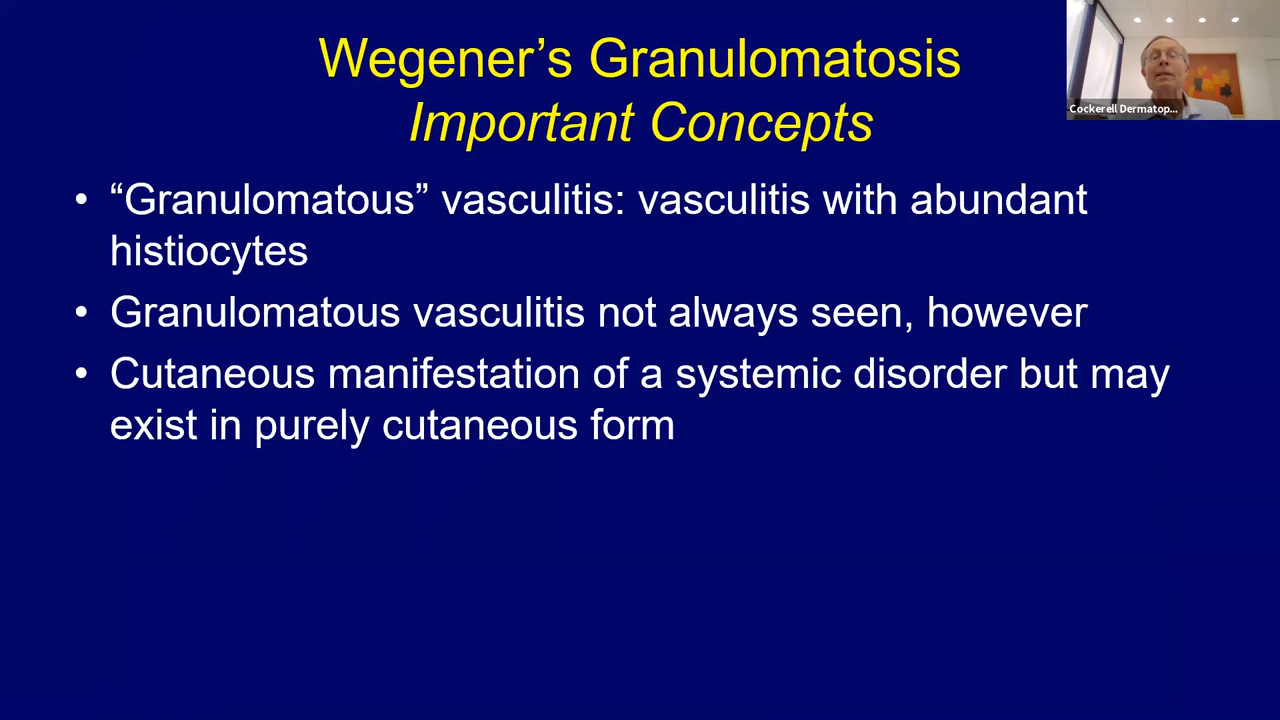 Wegener’s Granulomatosis
Important Concepts
Cockerell Dermatop...
• “Granulomatous” vasculitis: vasculitis with abundant
histiocytes
• Granulomatous vasculitis not always seen, however
• Cutaneous manifestation of a systemic disorder but may
exist in purely cutaneous form